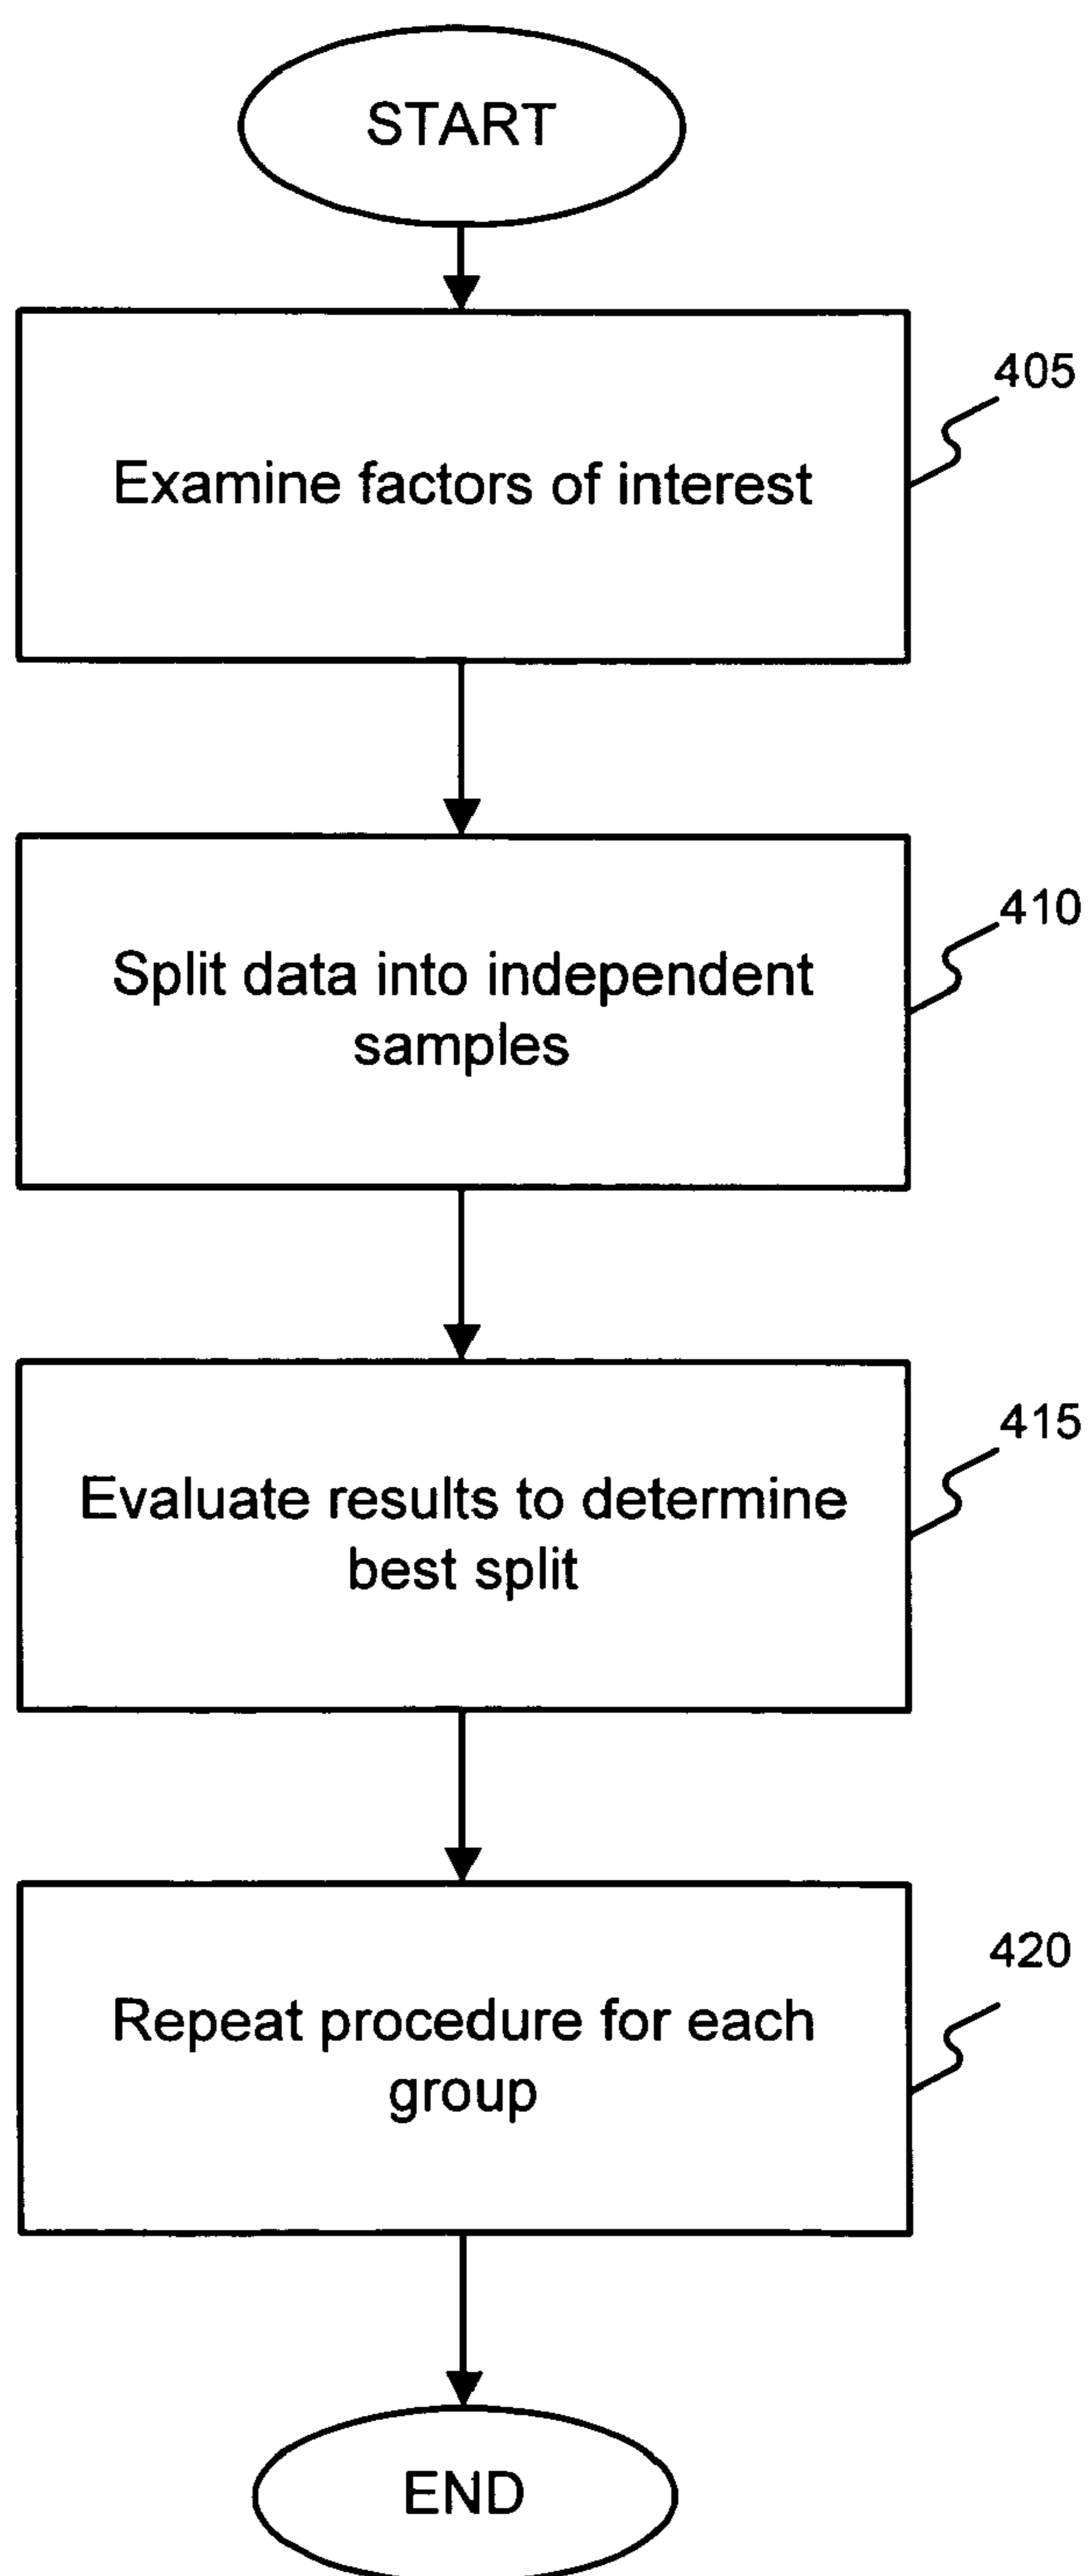 START
405
Examine factors of interest
410
Split data into independent
samples
415
Evaluate results to determine
best split
420
Repeat procedure for each
group
END